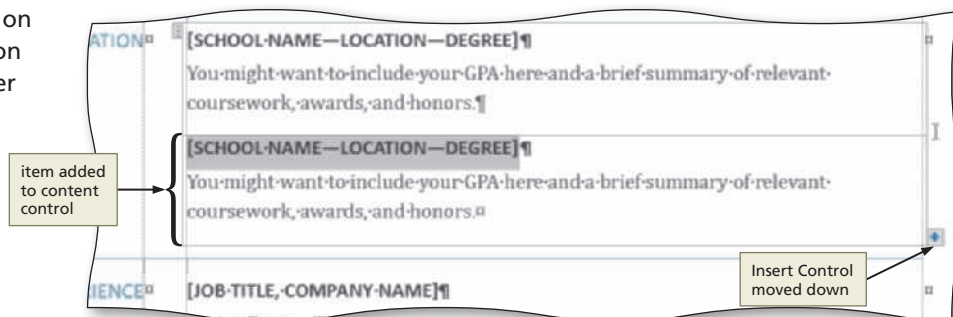 on
on
er
ATION¤
[SCHOOL·NAME—LOCATION—DEGREE]¶
You·might·want·to·include·your·GPA·here·and·a·brief·summary·of·relevant·
coursework,·awards,·and·honors.¶
[SCHOOL·NAME—LOCATION—DEGREE]¶
You·might·want·to·include·your·GPA·here·and·a·brief·summary·of·relevant·
coursework,·awards,·and·honors.¤
item added
to content
control
Insert Control
moved down
IENCE¤
[JOB·TITLE,·COMPANY·NAME]¶